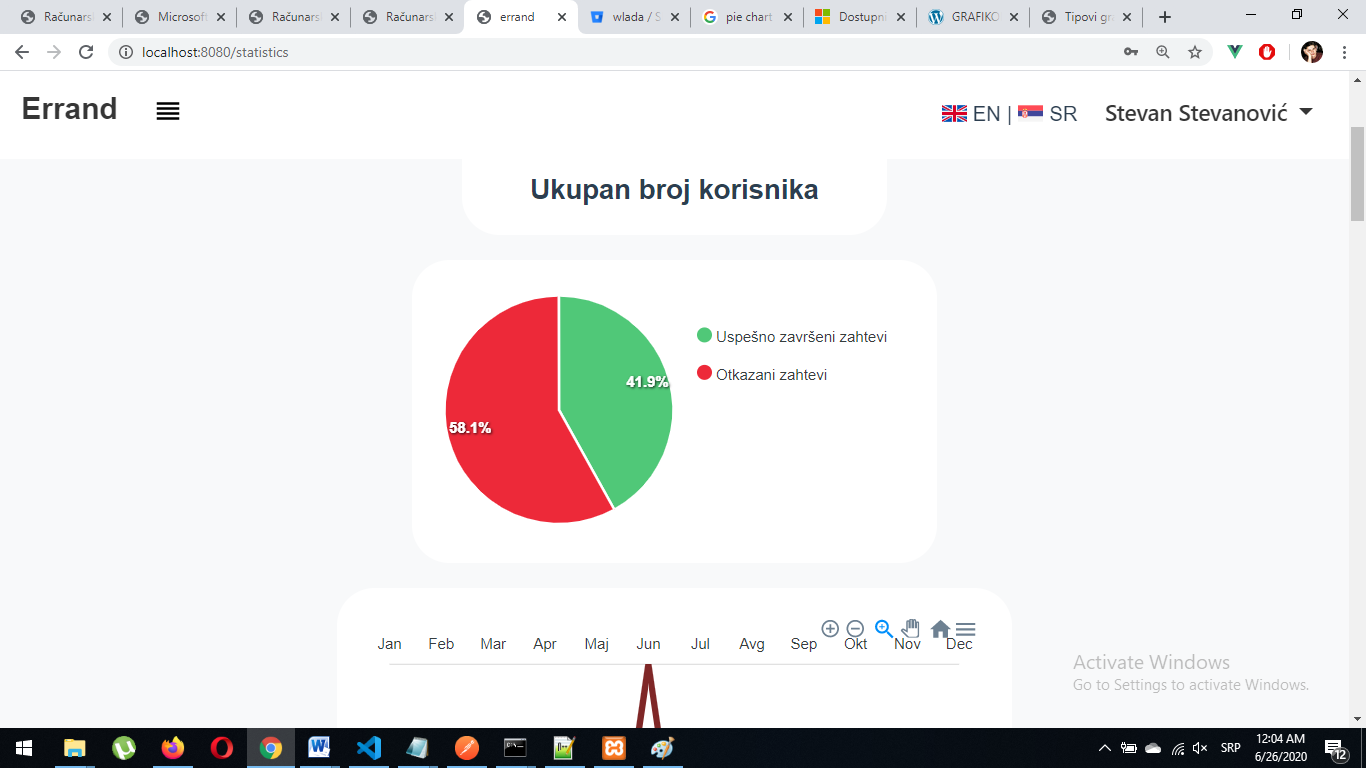 Računars
Microsoft
Računars
Računars
errand
wlada / S
pie chart
Dostupni
GRAFIKO
Tipovi gra
localhost:8080/statistics
Errand
EN | SR
Stevan Stevanović
Ukupan broj korisnika
41.9%
58.1%
Uspešno završeni zahtevi
Otkazani zahtevi
Jan Feb Mar Apr Maj Jun Jul Avg Sep Okt Nov Dec
Activate Windows
Go to Settings to activate Windows.
SRP
12:04 AM
6/26/2020
12